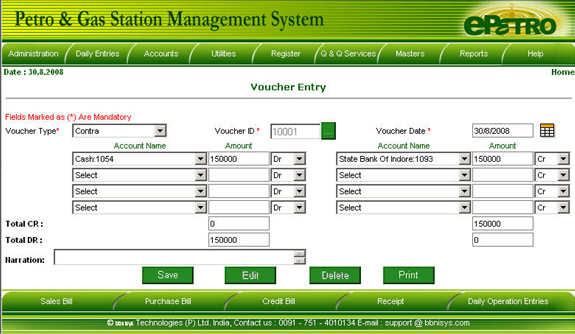 Petro & Gas Station Management System
ePETRO
Administration Daily Entries Accounts Utilities Register Q & Q Services Masters Reports Help
Date : 30.8.2008 Home
Voucher Entry
Fields Marked as (*) Are Mandatory
Voucher Type* Contra Voucher ID * 10001 ... Voucher Date * 30/8/2008
Account Name Amount Account Name Amount
Cash:1054 150000 Dr State Bank Of Indore:1093 150000 Cr
Select Dr Select Cr
Select Dr Select Cr
Select Dr Select Cr
Total CR : 0 150000
Total DR : 150000 0
Narration:
Save Edit Delete Print
Sales Bill Purchase Bill Credit Bill Receipt Daily Operation Entries
© Technologies (P) Ltd. India, Contact us : 0091 - 751 - 4010134 E-mail : support @ bbnisys.com